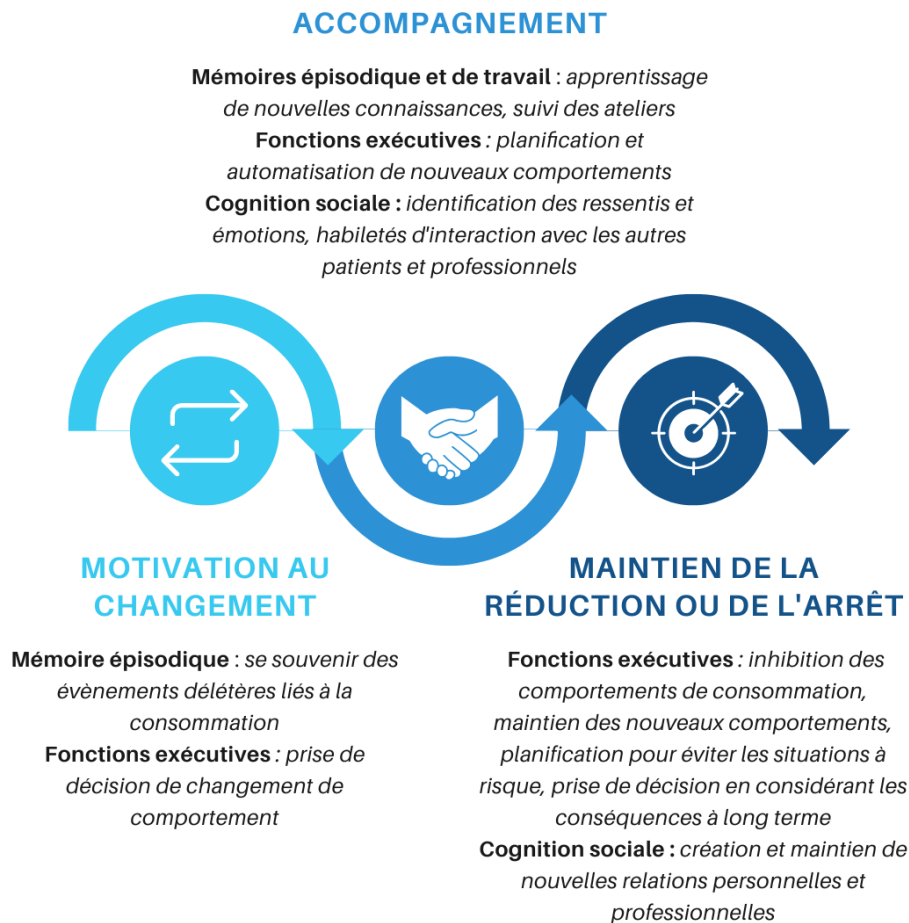 ACCOMPAGNEMENT
Mémoires épisodique et de travail : apprentissage
de nouvelles connaissances, suivi des ateliers
Fonctions exécutives : planification et
automatisation de nouveaux comportements
Cognition sociale : identification des ressentis et
émotions, habiletés d'interaction avec les autres
patients et professionnels
MOTIVATION AU
CHANGEMENT
Mémoire épisodique : se souvenir des
évènements délétères liés à la
consommation
Fonctions exécutives : prise de
décision de changement de
comportement
MAINTIEN DE LA
RÉDUCTION OU DE L'ARRÊT
Fonctions exécutives : inhibition des
comportements de consommation,
maintien des nouveaux comportements,
planification pour éviter les situations à
risque, prise de décision en considérant les
conséquences à long terme
Cognition sociale : création et maintien de
nouvelles relations personnelles et
professionnelles